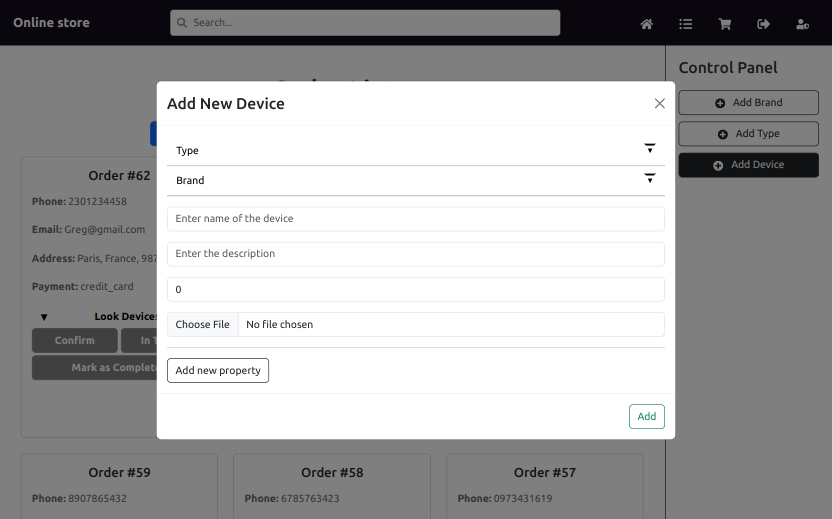 Online store
Search...
Control Panel
Add Brand
Add Type
Add Device
Add New Device
Type
Brand
Enter name of the device
Enter the description
0
Choose File No file chosen
Add new property
Add
Order #62
Phone: 2301234458
Email: Greg@gmail.com
Address: Paris, France, 987
Payment: credit_card
Look Device
Confirm
In
Mark as Complet
Order #59
Phone: 8907865432
Order #58
Phone: 6785763423
Order #57
Phone: 0973431619